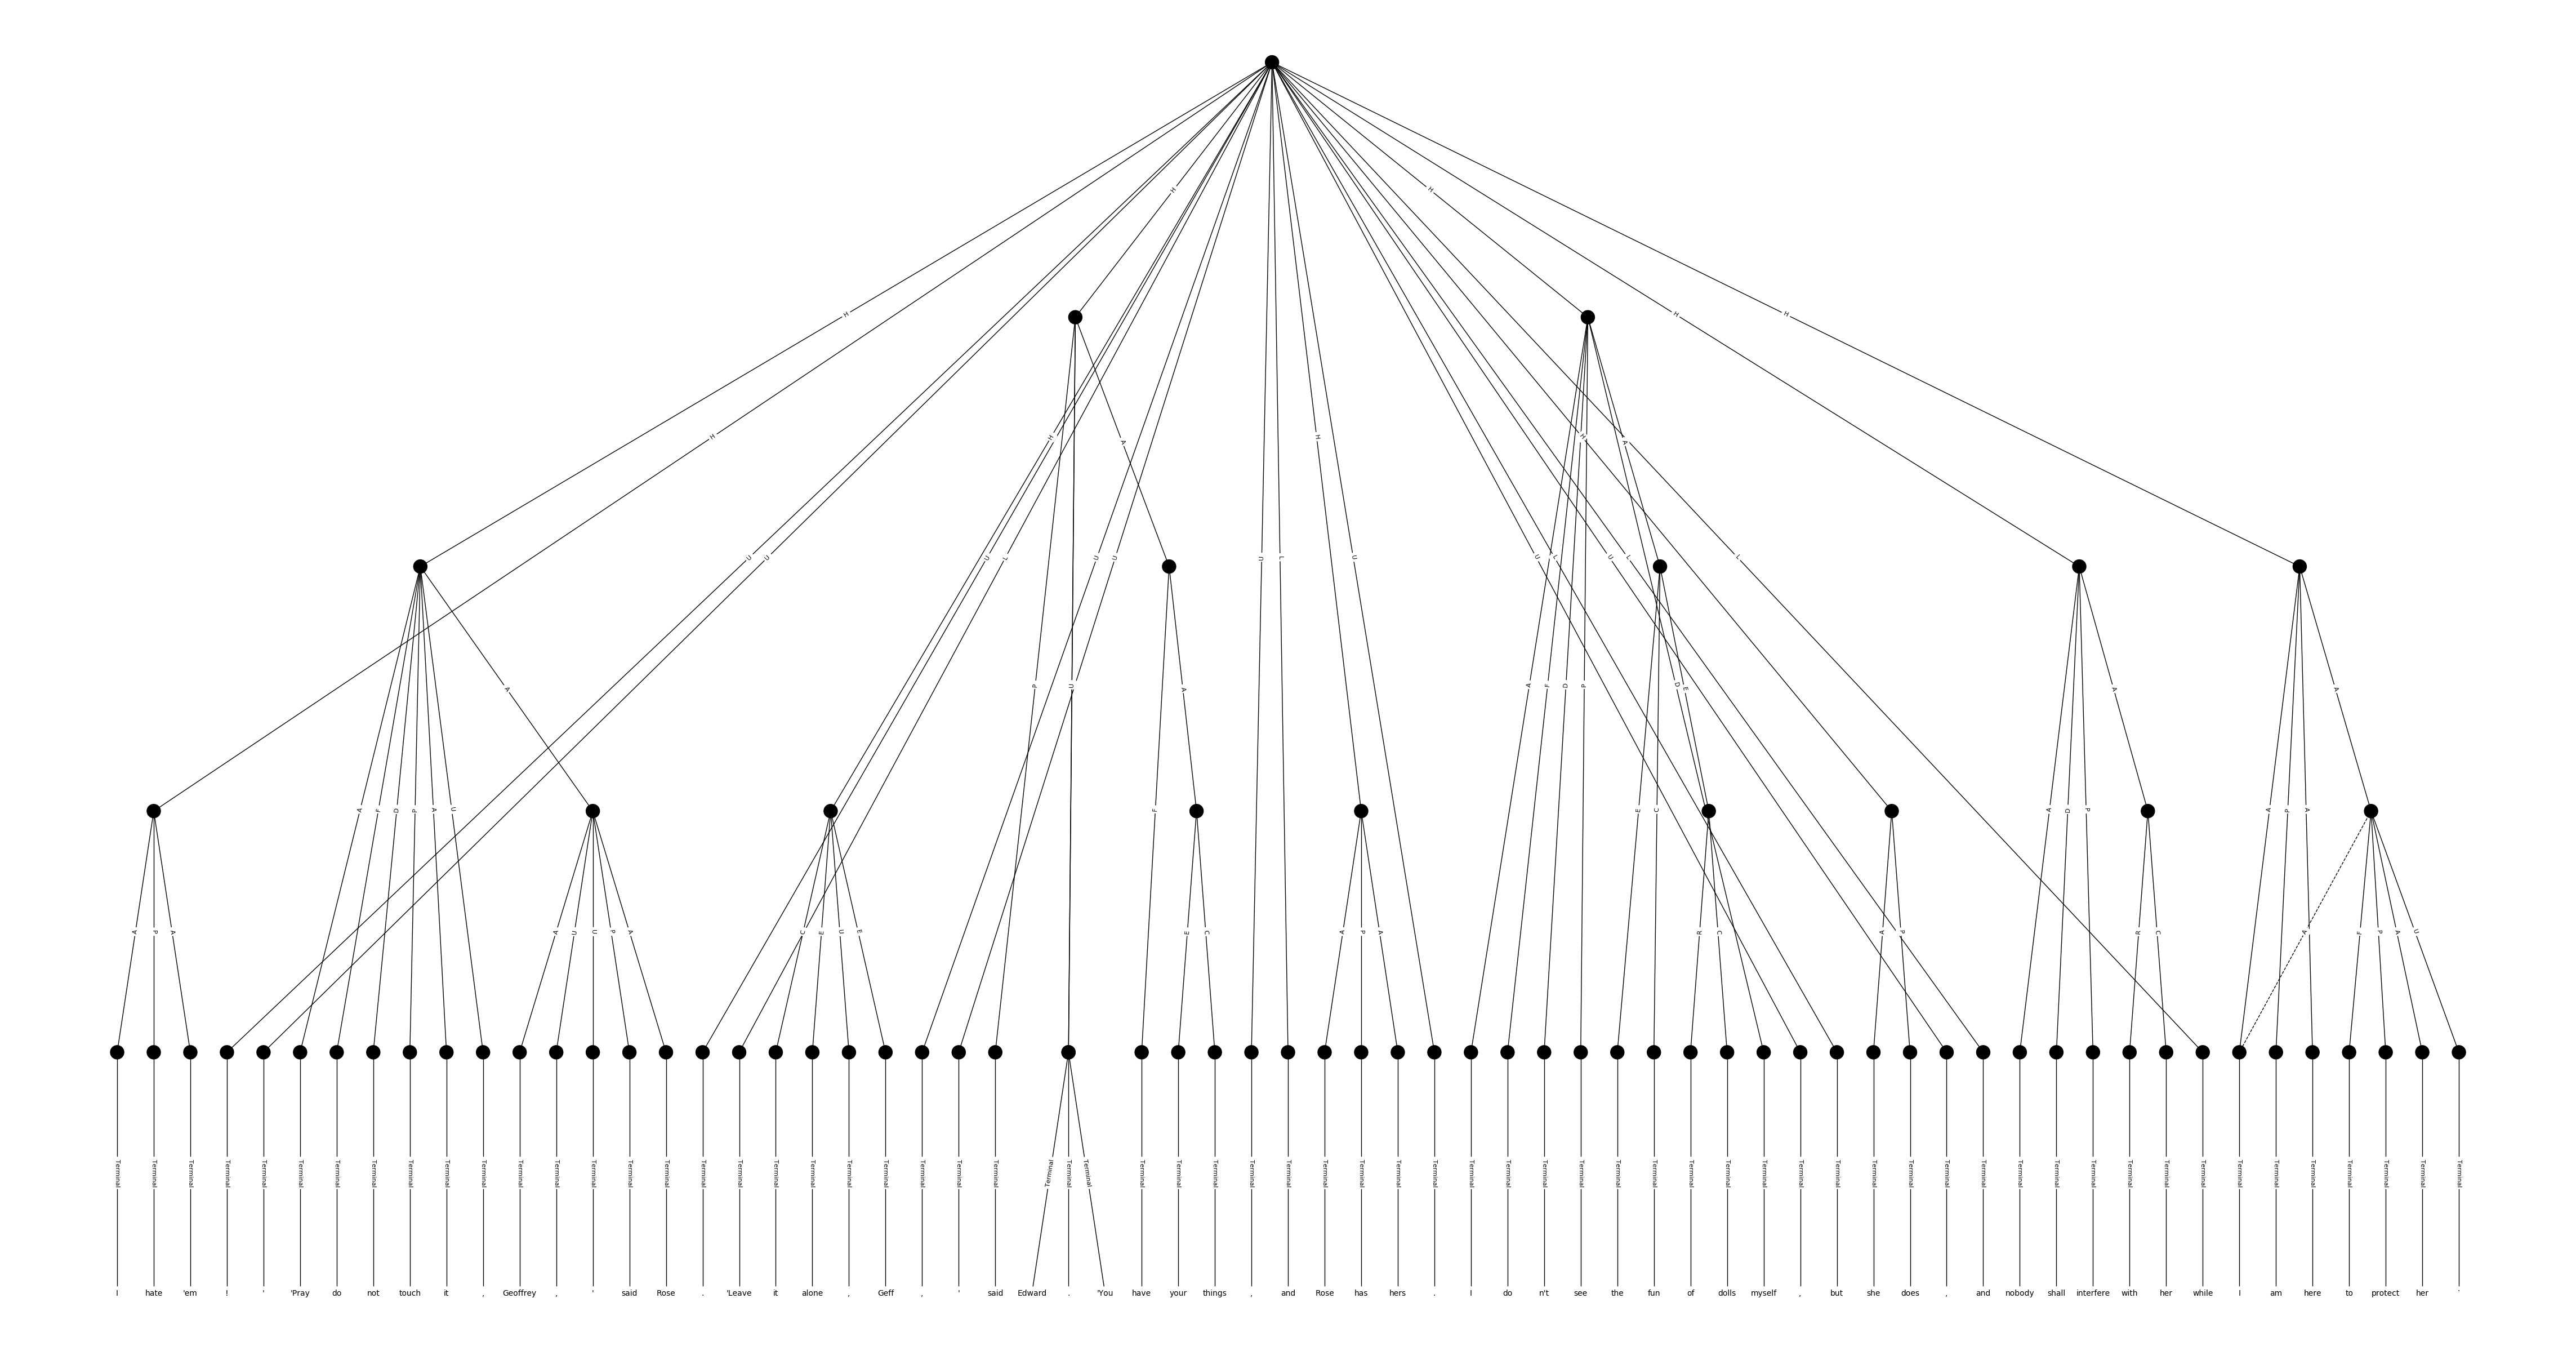 H
H H
H H
H
A
H H H A
U U U L U U U L U U L U L L
A P U A F D P D E A A
A F D P A U F E C A D P A P A
A P A A U U P A C E U E E C A P A R C A P R C A F P A U
Terminal Terminal Terminal Terminal Terminal Terminal Terminal Terminal Terminal Terminal Terminal Terminal Terminal Terminal Terminal Terminal Terminal Terminal Terminal Terminal Terminal Terminal Terminal Terminal Terminal Terminal Terminal Terminal Terminal Terminal Terminal Terminal Terminal Terminal Terminal Terminal Terminal Terminal Terminal Terminal Terminal Terminal Terminal Terminal Terminal Terminal Terminal Terminal Terminal Terminal Terminal Terminal Terminal Terminal Terminal Terminal Terminal Terminal Terminal Terminal Terminal Terminal Terminal Terminal Terminal
I hate 'em ! ' 'Pray do not touch it , Geoffrey , ' said Rose . 'Leave it alone , Geff , ' said Edward . 'You have your things , and Rose has hers . I do n't see the fun of dolls myself , but she does , and nobody shall interfere with her while I am here to protect her '